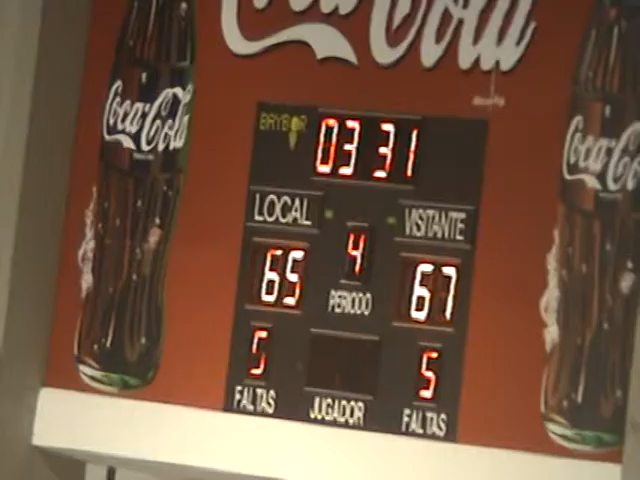 Coca-Cola
Coca-Cola
Coca-Cola
BAYBOR
03 31
LOCAL
VISITANTE
65
4
67
PERIODO
5
5
FALTAS
JUGADOR
FALTAS